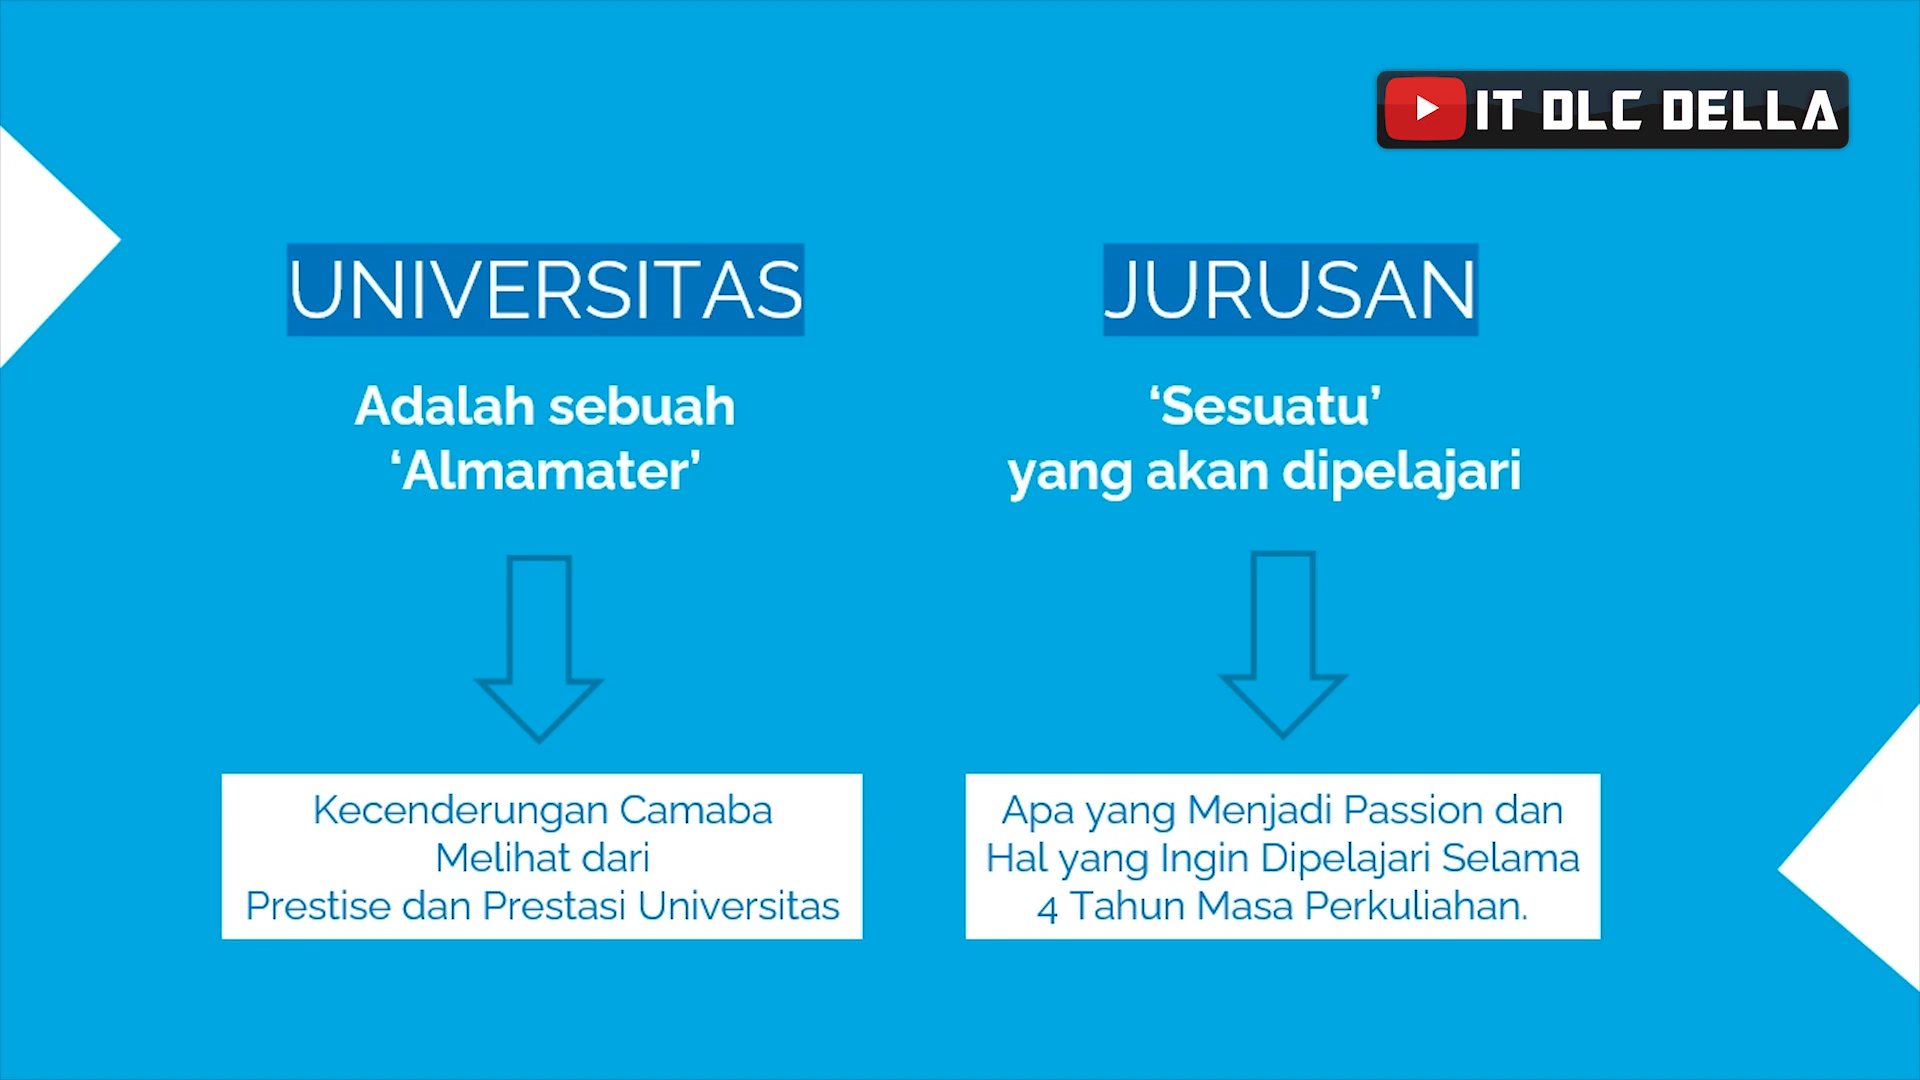 IT DLC DELLA
UNIVERSITAS
Adalah sebuah
‘Almamater’
Kecenderungan Camaba
Melihat dari
Prestise dan Prestasi Universitas
JURUSAN
‘Sesuatu’
yang akan dipelajari
Apa yang Menjadi Passion dan
Hal yang Ingin Dipelajari Selama
4 Tahun Masa Perkuliahan.